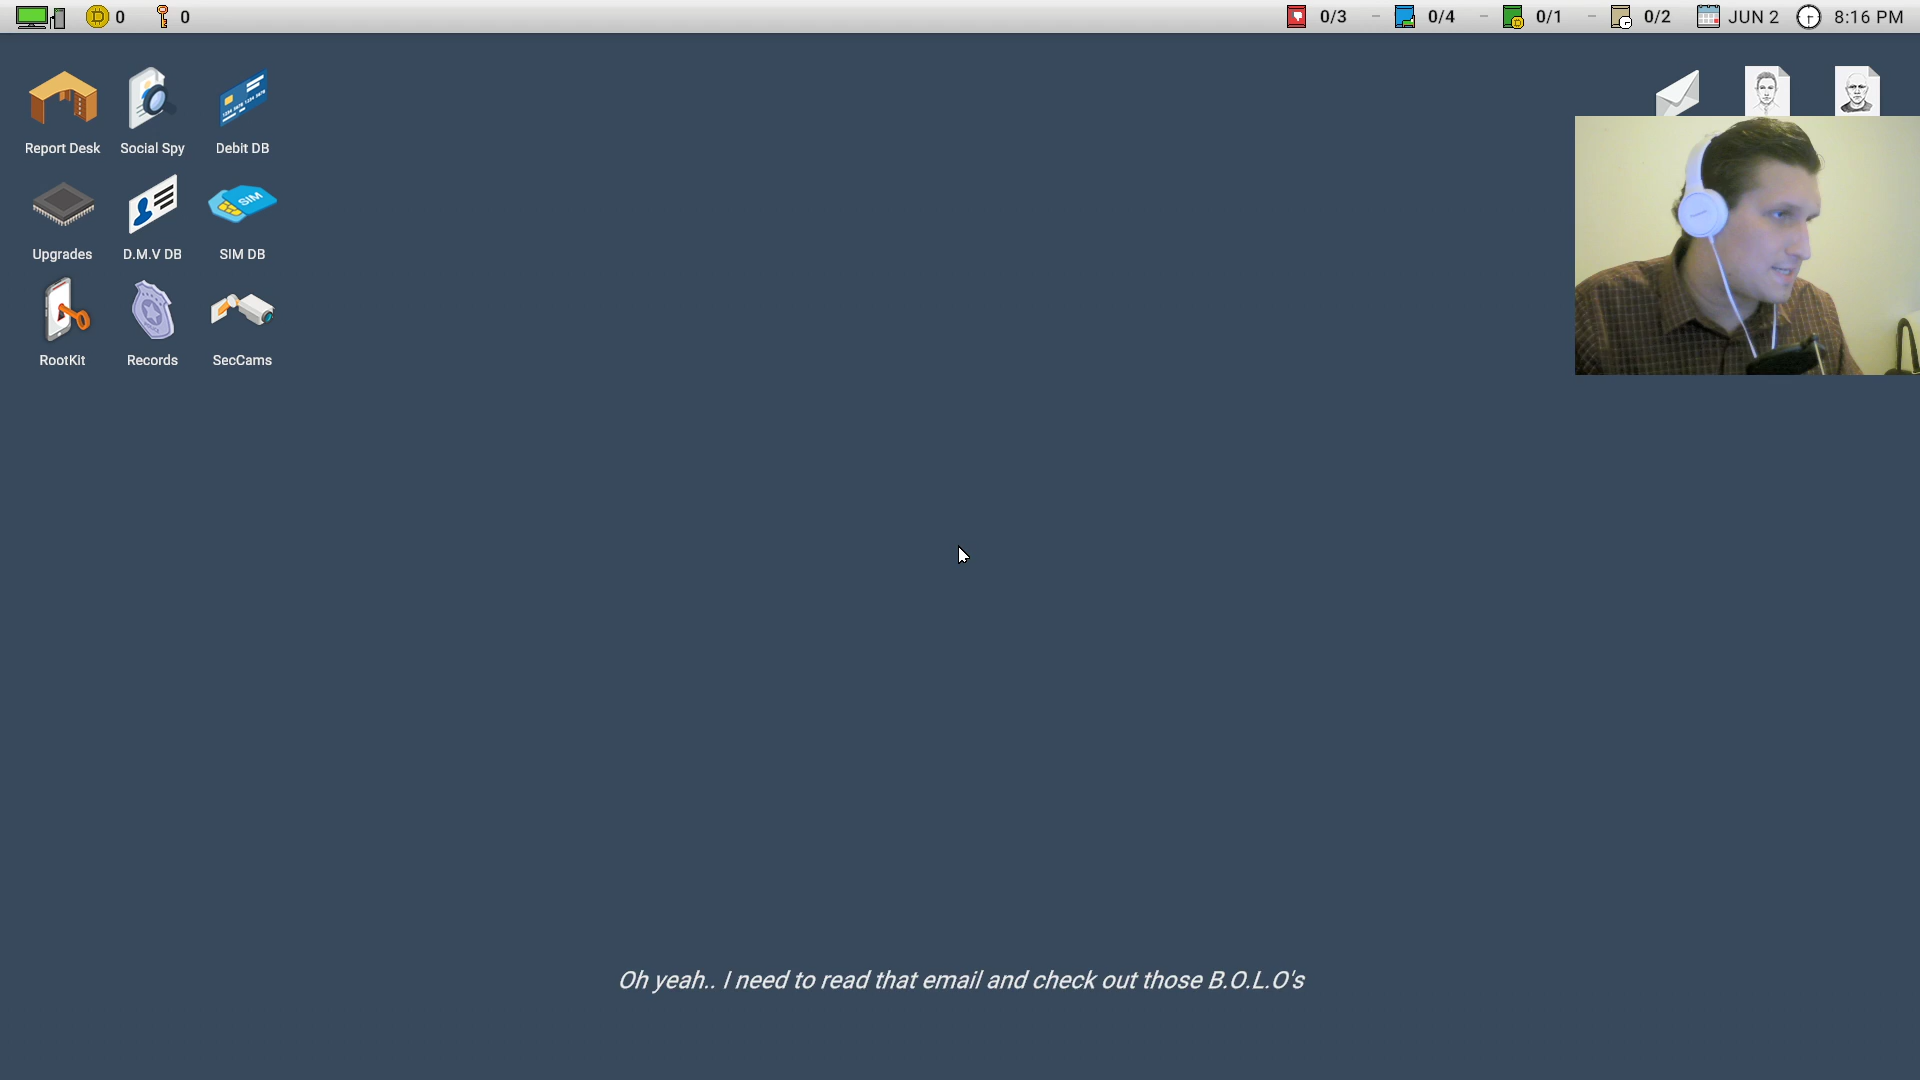 0 0 0/3 – 0/4 – 0/1 – 0/2 JUN 2 8:16 PM
Report Desk Social Spy Debit DB
SIM
Upgrades D.M.V DB SIM DB
RootKit Records SecCams
Oh yeah.. I need to read that email and check out those B.O.L.O's